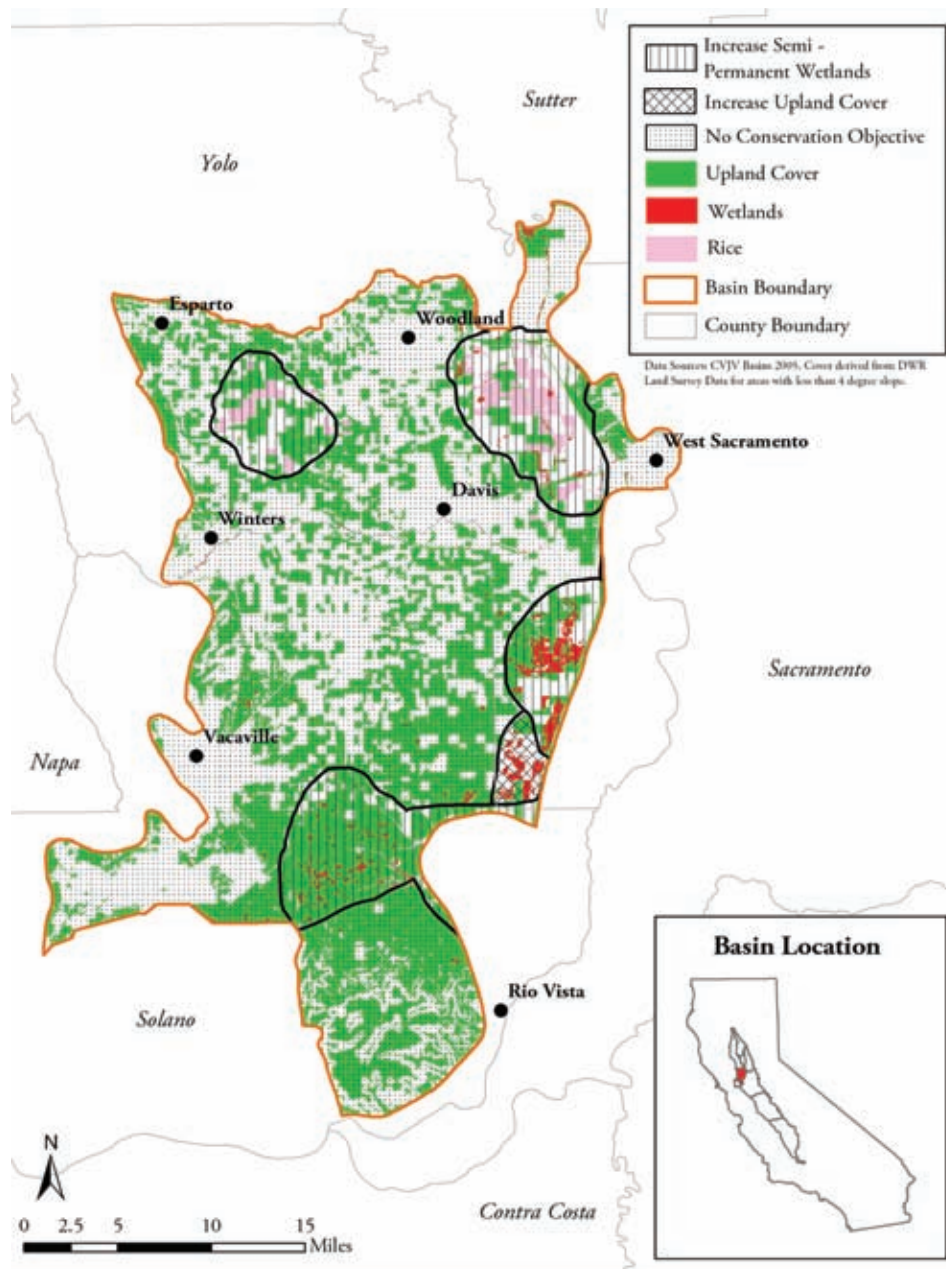 Increase Semi -
Permanent Wetlands
Increase Upland Cover
No Conservation Objective
Upland Cover
Wetlands
Rice
Basin Boundary
County Boundary
Data Sources: CVJV Basins 2005, Cover derived from DWR
Land Survey Data for areas with less than 4 degree slope.
Sutter
Yolo
Esparto
Woodland
West Sacramento
Davis
Winters
Sacramento
Vacaville
Napa
Rio Vista
Solano
Contra Costa
Basin Location
N
0 2.5 5 10 15
Miles